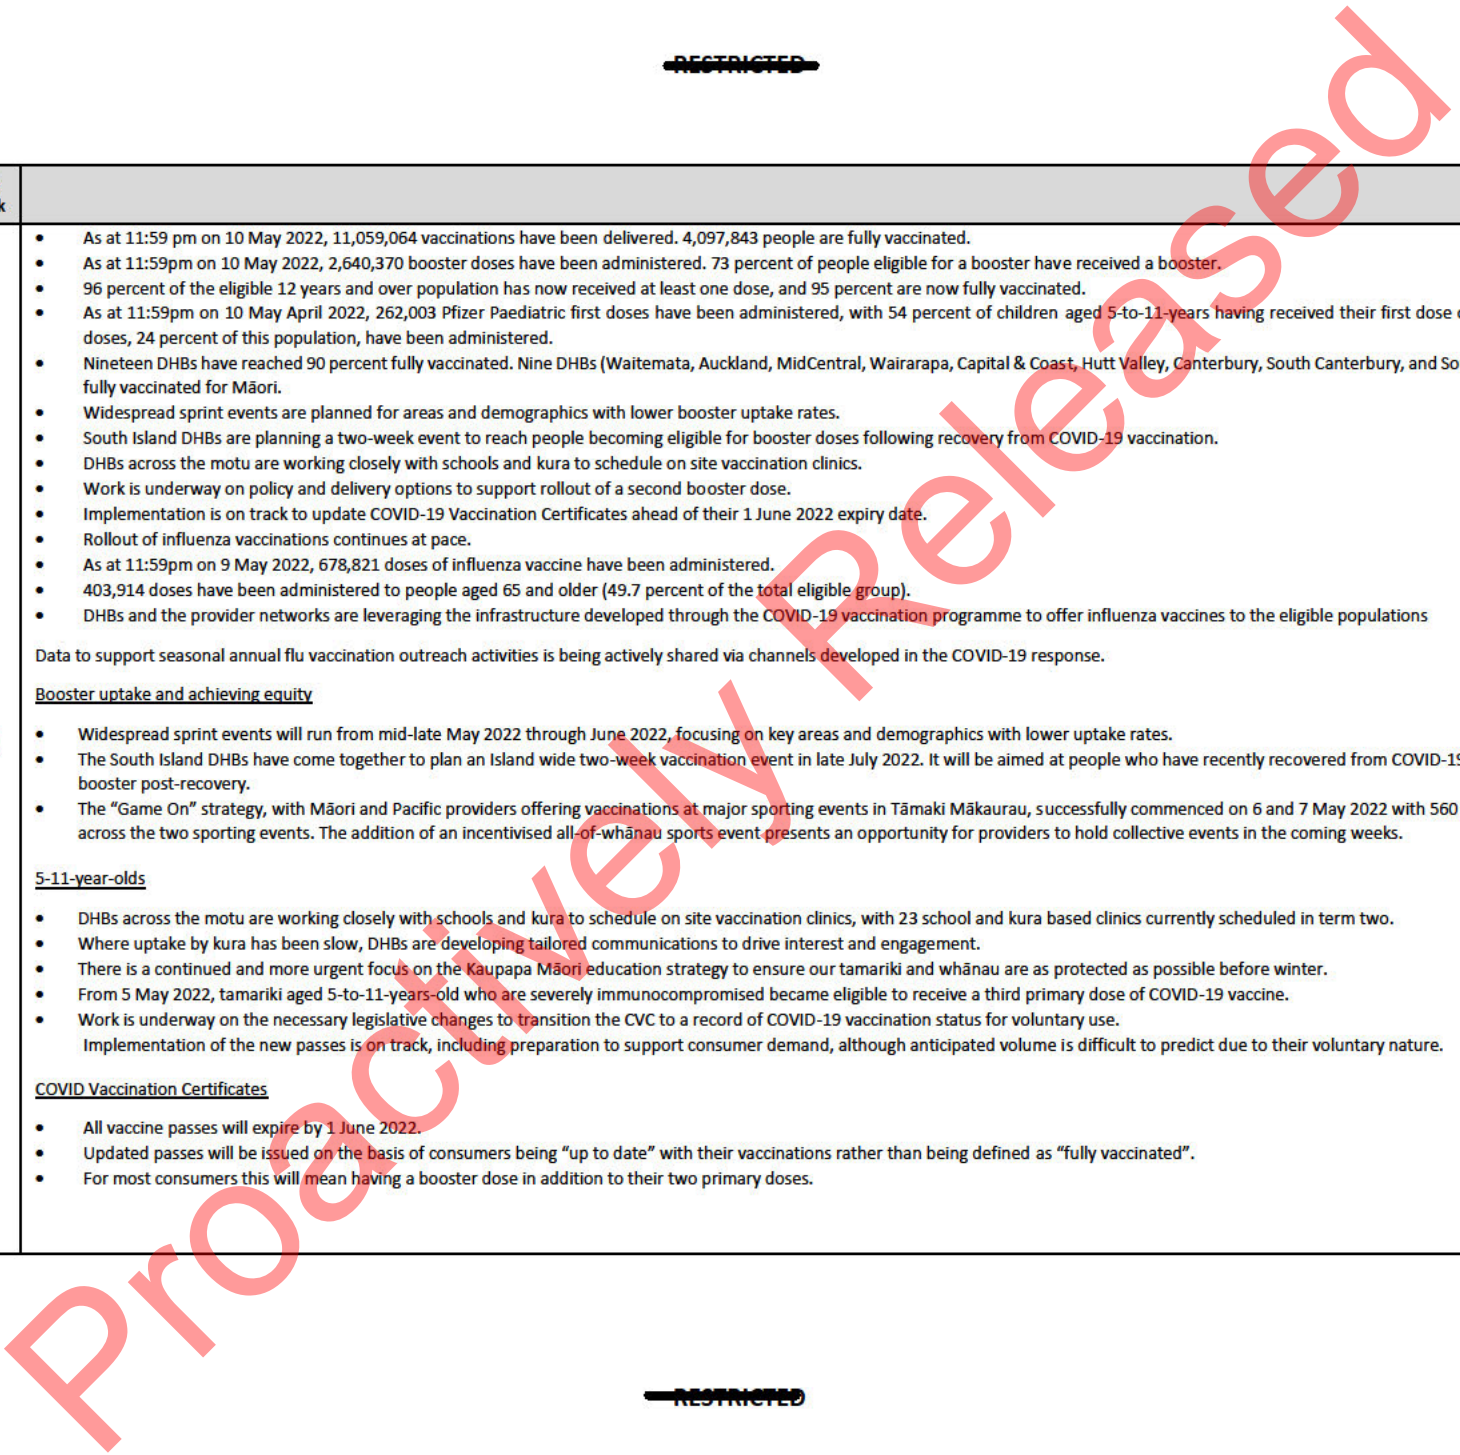 RESTRICTED
k
• As at 11:59 pm on 10 May 2022, 11,059,064 vaccinations have been delivered. 4,097,843 people are fully vaccinated.
• As at 11:59pm on 10 May 2022, 2,640,370 booster doses have been administered. 73 percent of people eligible for a booster have received a booster.
• 96 percent of the eligible 12 years and over population has now received at least one dose, and 95 percent are now fully vaccinated.
• As at 11:59pm on 10 May April 2022, 262,003 Pfizer Paediatric first doses have been administered, with 54 percent of children aged 5-to-11-years having received their first dose
doses, 24 percent of this population, have been administered.
• Nineteen DHBs have reached 90 percent fully vaccinated. Nine DHBs (Waitemata, Auckland, MidCentral, Wairarapa, Capital & Coast, Hutt Valley, Canterbury, South Canterbury, and So
fully vaccinated for Māori.
• Widespread sprint events are planned for areas and demographics with lower booster uptake rates.
• South Island DHBs are planning a two-week event to reach people becoming eligible for booster doses following recovery from COVID-19 vaccination.
• DHBs across the motu are working closely with schools and kura to schedule on site vaccination clinics.
• Work is underway on policy and delivery options to support rollout of a second booster dose.
• Implementation is on track to update COVID-19 Vaccination Certificates ahead of their 1 June 2022 expiry date.
• Rollout of influenza vaccinations continues at pace.
• As at 11:59pm on 9 May 2022, 678,821 doses of influenza vaccine have been administered.
• 403,914 doses have been administered to people aged 65 and older (49.7 percent of the total eligible group).
• DHBs and the provider networks are leveraging the infrastructure developed through the COVID-19 vaccination programme to offer influenza vaccines to the eligible populations
Data to support seasonal annual flu vaccination outreach activities is being actively shared via channels developed in the COVID-19 response.
Booster uptake and achieving equity
• Widespread sprint events will run from mid-late May 2022 through June 2022, focusing on key areas and demographics with lower uptake rates.
• The South Island DHBs have come together to plan an Island wide two-week vaccination event in late July 2022. It will be aimed at people who have recently recovered from COVID-19
booster post-recovery.
• The “Game On” strategy, with Māori and Pacific providers offering vaccinations at major sporting events in Tāmaki Mākaurau, successfully commenced on 6 and 7 May 2022 with 560
across the two sporting events. The addition of an incentivised all-of-whānau sports event presents an opportunity for providers to hold collective events in the coming weeks.
5-11-year-olds
• DHBs across the motu are working closely with schools and kura to schedule on site vaccination clinics, with 23 school and kura based clinics currently scheduled in term two.
• Where uptake by kura has been slow, DHBs are developing tailored communications to drive interest and engagement.
• There is a continued and more urgent focus on the Kaupapa Māori education strategy to ensure our tamariki and whānau are as protected as possible before winter.
• From 5 May 2022, tamariki aged 5-to-11-years-old who are severely immunocompromised became eligible to receive a third primary dose of COVID-19 vaccine.
• Work is underway on the necessary legislative changes to transition the CVC to a record of COVID-19 vaccination status for voluntary use.
Implementation of the new passes is on track, including preparation to support consumer demand, although anticipated volume is difficult to predict due to their voluntary nature.
COVID Vaccination Certificates
• All vaccine passes will expire by 1 June 2022.
• Updated passes will be issued on the basis of consumers being “up to date” with their vaccinations rather than being defined as “fully vaccinated”.
• For most consumers this will mean having a booster dose in addition to their two primary doses.
RESTRICTED
Proactively Released